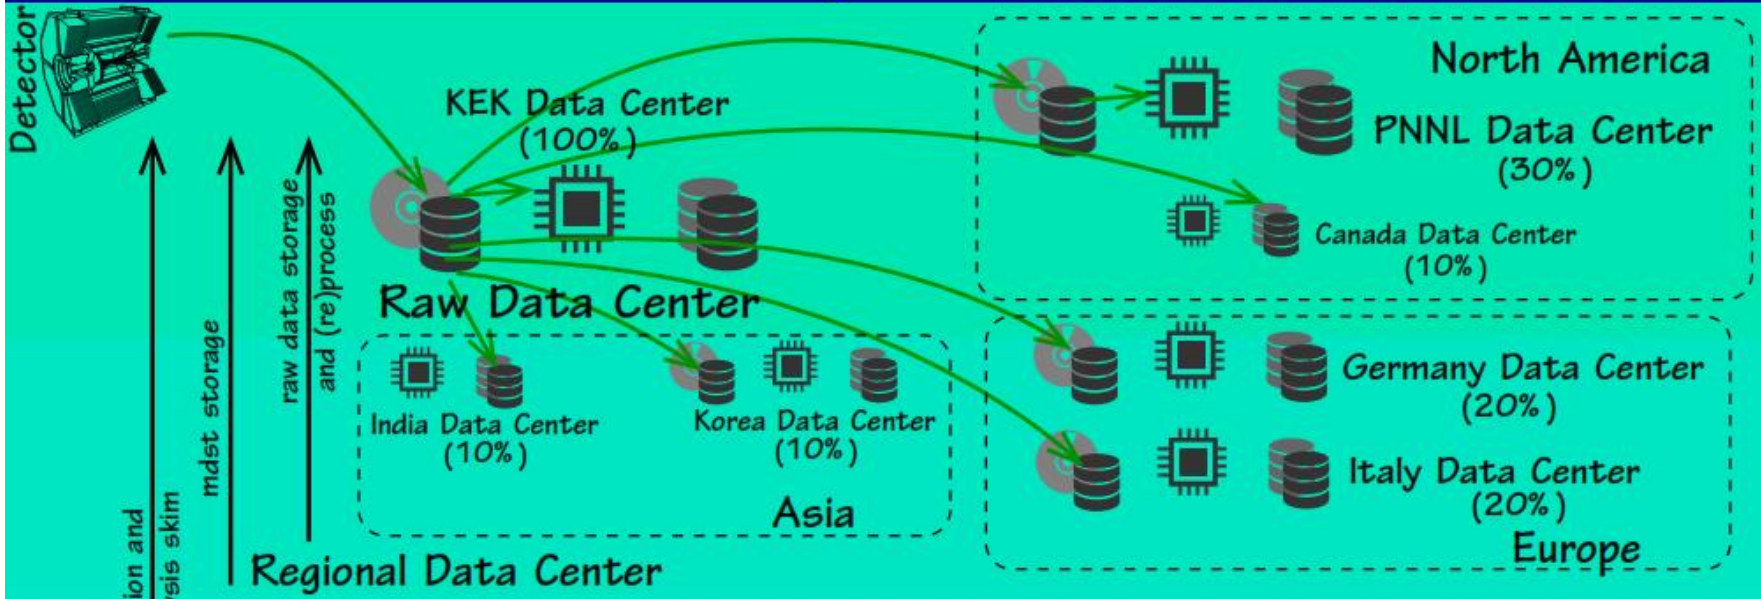 Detector
KEK Data Center
(100%)
Raw Data Center
North America
PNNL Data Center
(30%)
Canada Data Center
(10%)
raw data storage
and (re)process
mdst storage
India Data Center
(10%)
Korea Data Center
(10%)
Asia
Germany Data Center
(20%)
Italy Data Center
(20%)
Europe
Regional Data Center
and
skim